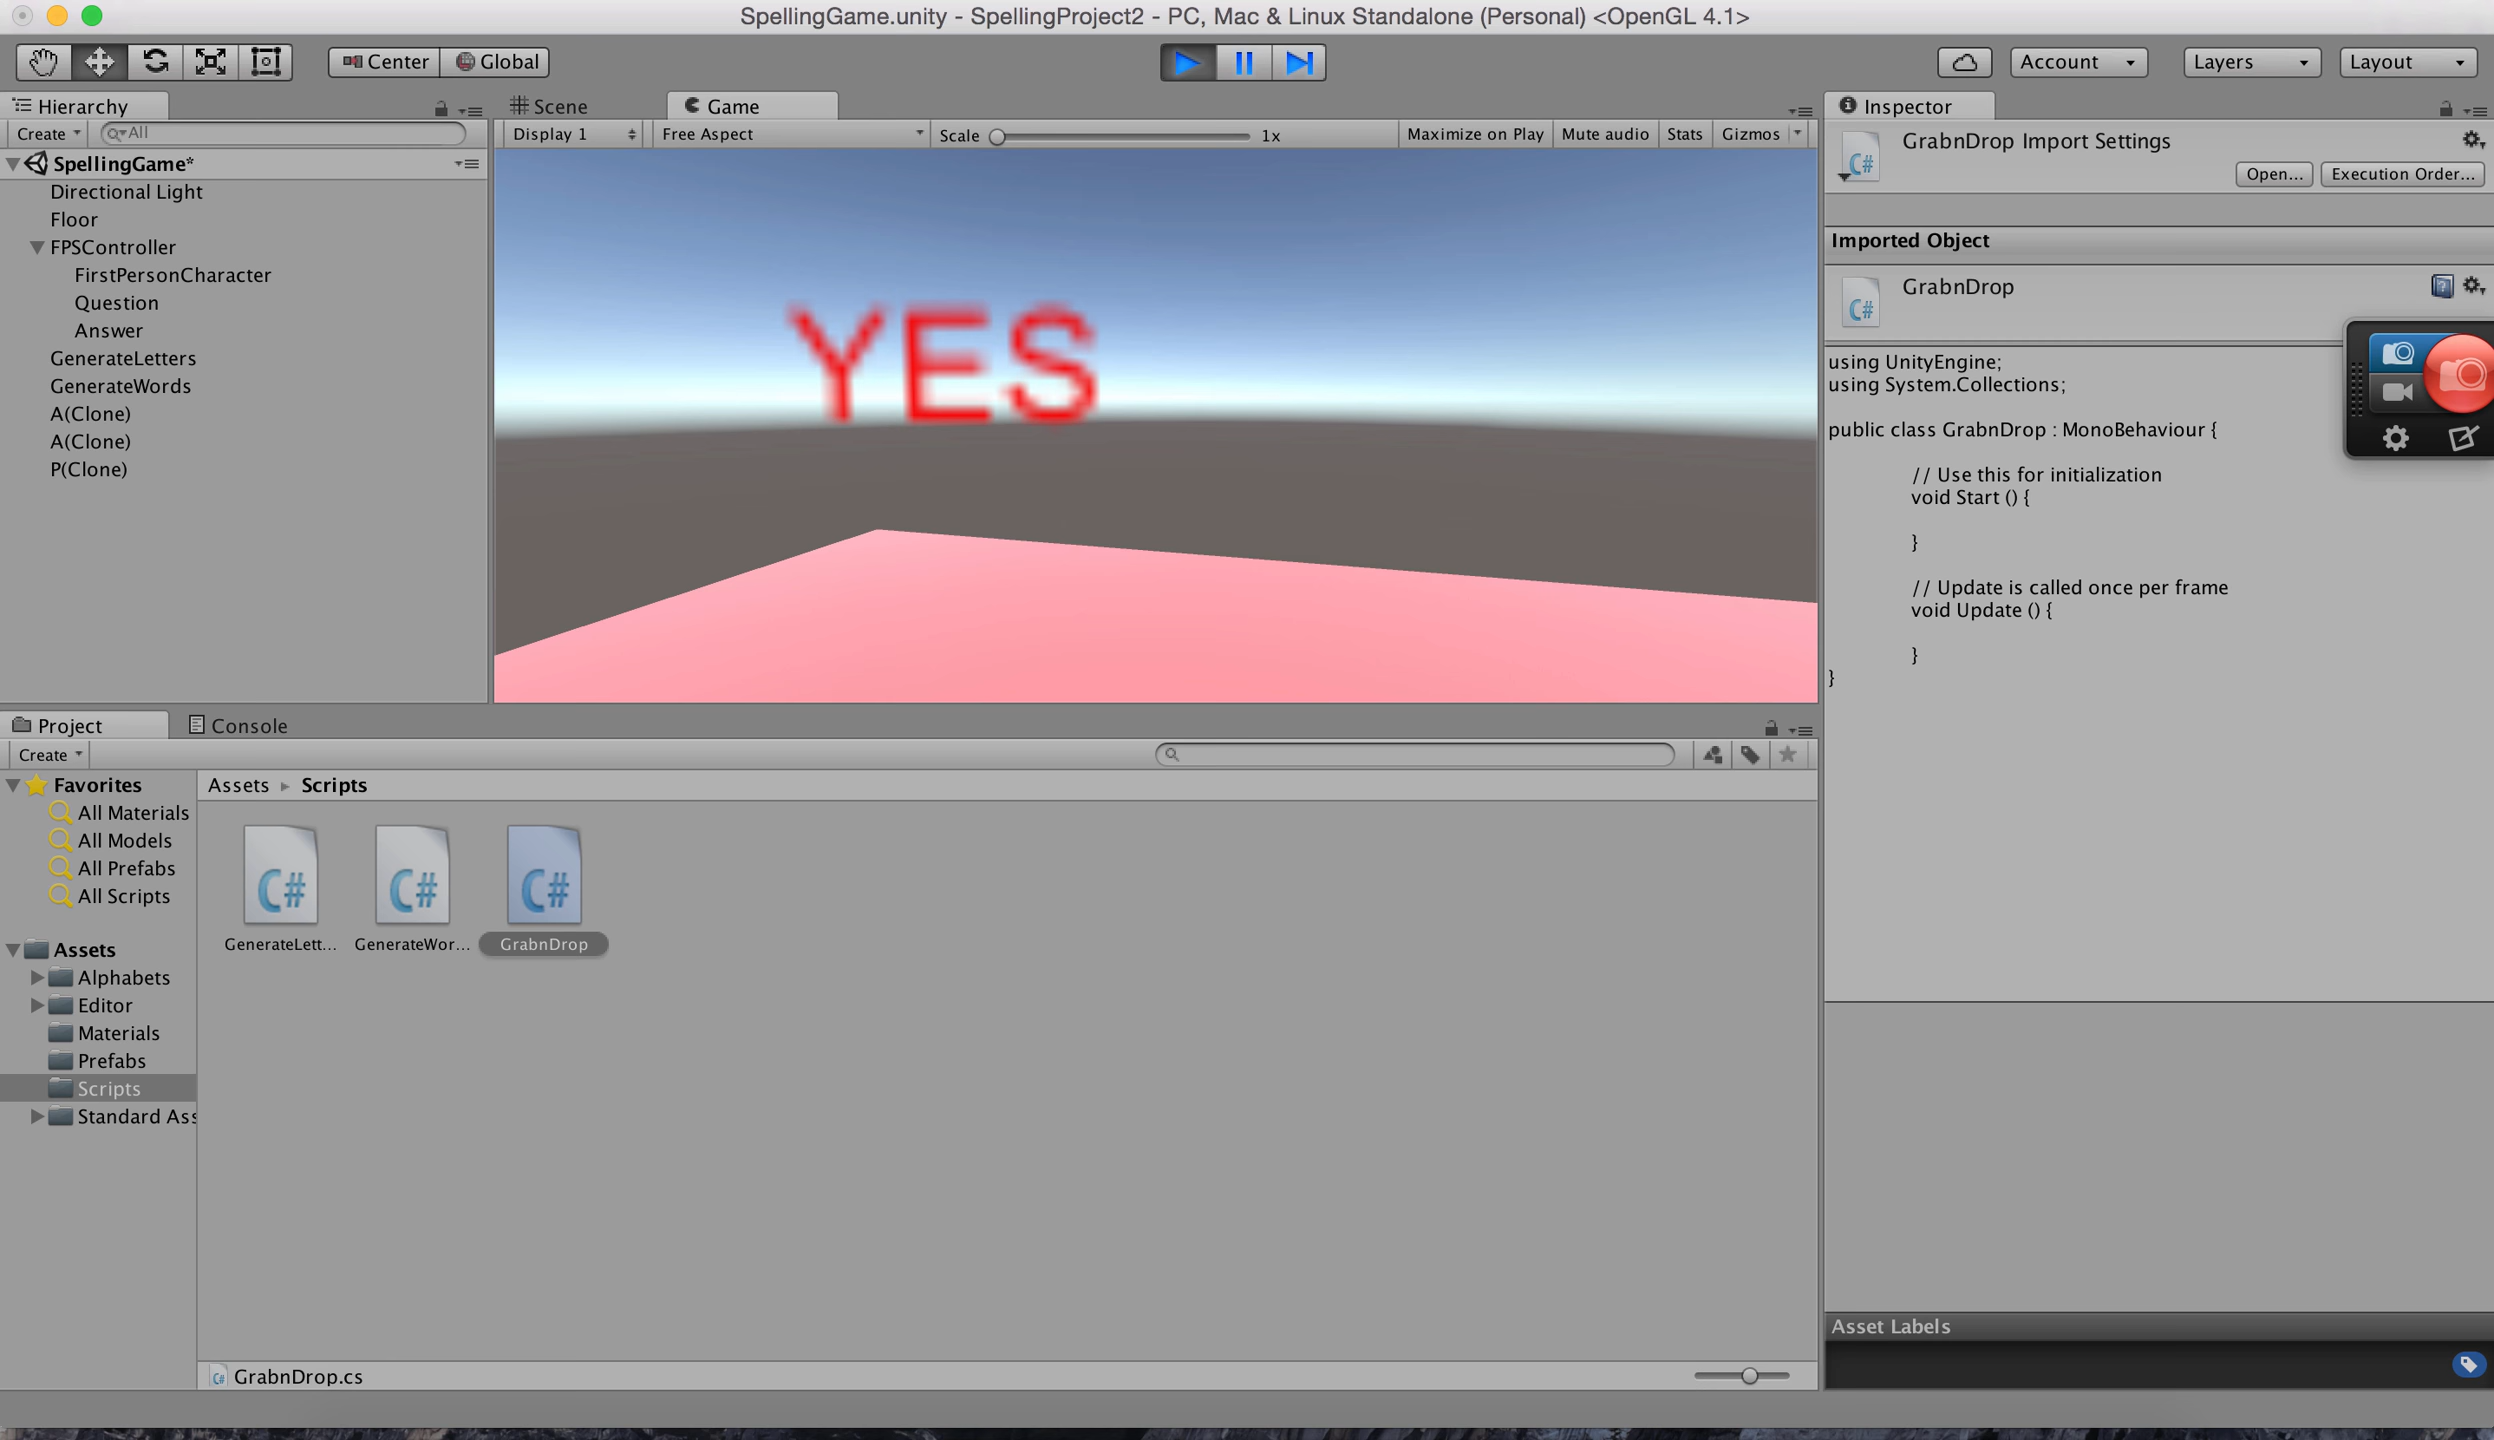 SpellingGame.unity - SpellingProject2 - PC, Mac & Linux Standalone (Personal) <OpenGL 4.1>
Center Global
Account Layers Layout
Hierarchy
Create All
SpellingGame*
Directional Light
Floor
FPSController
FirstPersonCharacter
Question
Answer
GenerateLetters
GenerateWords
A(Clone)
A(Clone)
P(Clone)
Scene Game
Display 1 Free Aspect Scale 1x Maximize on Play Mute audio Stats Gizmos
YES
Inspector
C# GrabnDrop Import Settings
Open... Execution Order...
Imported Object
C# GrabnDrop
using UnityEngine;
using System.Collections;
public class GrabnDrop : MonoBehaviour {
// Use this for initialization
void Start () {
}
// Update is called once per frame
void Update () {
}
}
Project Console
Create
Favorites
All Materials
All Models
All Prefabs
All Scripts
Assets
Alphabets
Editor
Materials
Prefabs
Scripts
Standard Ass
Assets ▸ Scripts
C# C# C#
GenerateLett... GenerateWor... GrabnDrop
C# GrabnDrop.cs
Asset Labels